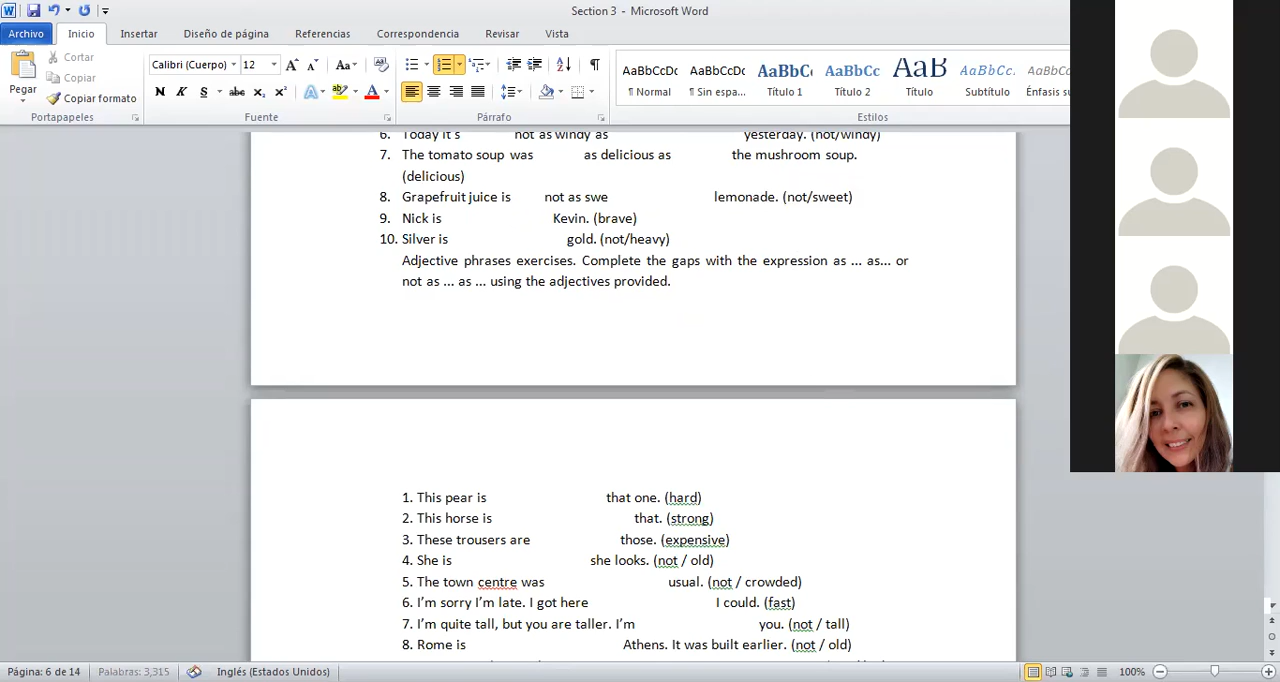 Section 3 - Microsoft Word
Archivo Inicio Insertar Diseño de página Referencias Correspondencia Revisar Vista
Cortar
Copiar
Copiar formato
Pegar
Calibri (Cuerpo) 12
Portapapeles Fuente Párrafo Estilos
AaBbCcDc AaBbCcDc AaBbC AaBbCc AaB AaBbCc. AaBbCcDc
¶ Normal ¶ Sin espa... Título 1 Título 2 Título Subtítulo Énfasis su
6. Today it's not as windy as yesterday. (not/windy)
7. The tomato soup was as delicious as the mushroom soup.
(delicious)
8. Grapefruit juice is not as swe lemonade. (not/sweet)
9. Nick is Kevin. (brave)
10. Silver is gold. (not/heavy)
Adjective phrases exercises. Complete the gaps with the expression as ... as... or
not as ... as ... using the adjectives provided.
1. This pear is that one. (hard)
2. This horse is that. (strong)
3. These trousers are those. (expensive)
4. She is she looks. (not / old)
5. The town centre was usual. (not / crowded)
6. I'm sorry I'm late. I got here I could. (fast)
7. I'm quite tall, but you are taller. I'm you. (not / tall)
8. Rome is Athens. It was built earlier. (not / old)
Página: 6 de 14 Palabras: 3,315 Inglés (Estados Unidos) 100%